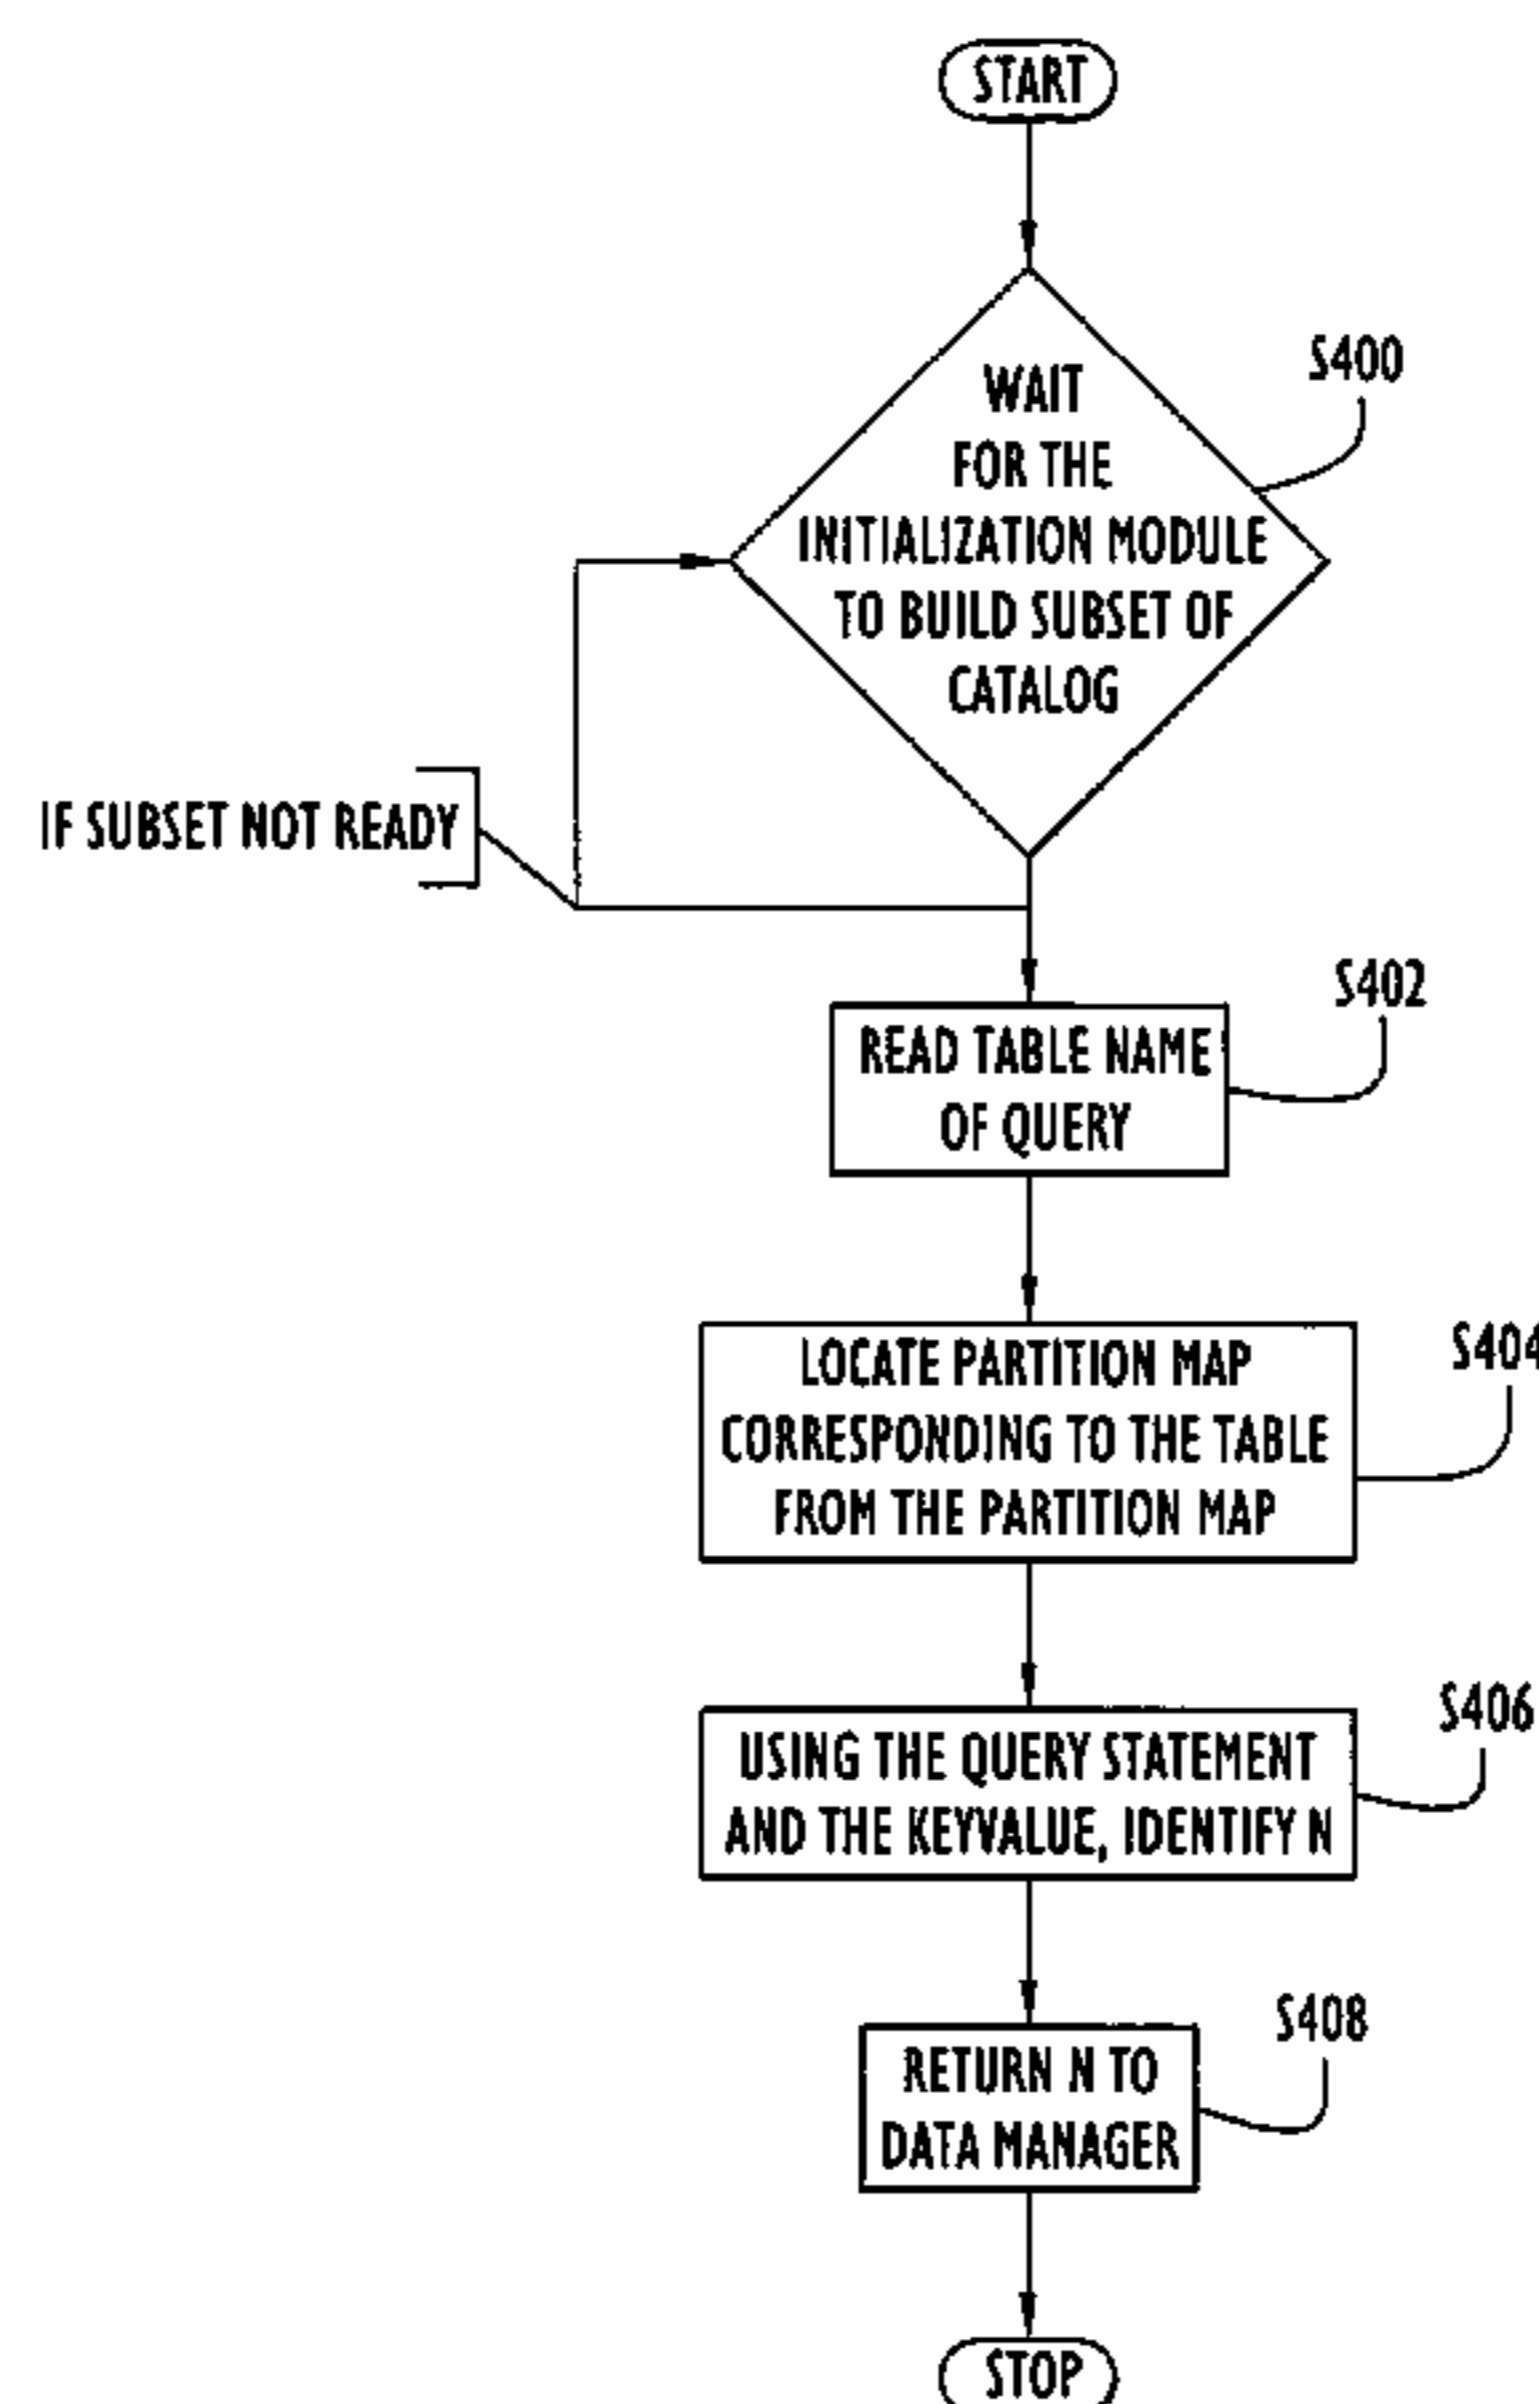 START
WAIT
FOR THE
INITIALIZATION MODULE
TO BUILD SUBSET OF
CATALOG
S400
IF SUBSET NOT READY
S402
READ TABLE NAME
OF QUERY
S404
LOCATE PARTITION MAP
CORRESPONDING TO THE TABLE
FROM THE PARTITION MAP
S406
USING THE QUERY STATEMENT
AND THE KEYVALUE, IDENTIFY N
S408
RETURN N TO
DATA MANAGER
STOP